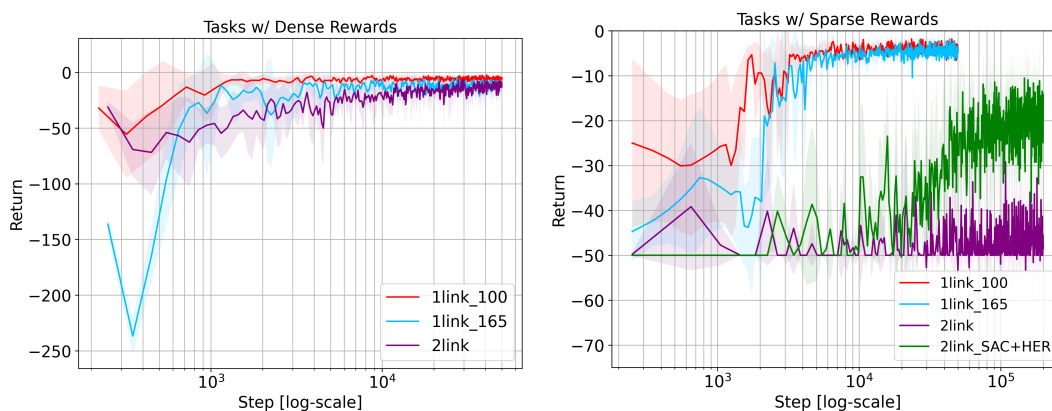 Tasks w/ Dense Rewards
0
−50
−100
−150
−200
−250
Return
10³
10⁴
Step [log-scale]
1link_100
1link_165
2link
Tasks w/ Sparse Rewards
0
−10
−20
−30
−40
−50
−60
−70
Return
10³
10⁴
10⁵
Step [log-scale]
1link_100
1link_165
2link
2link_SAC+HER